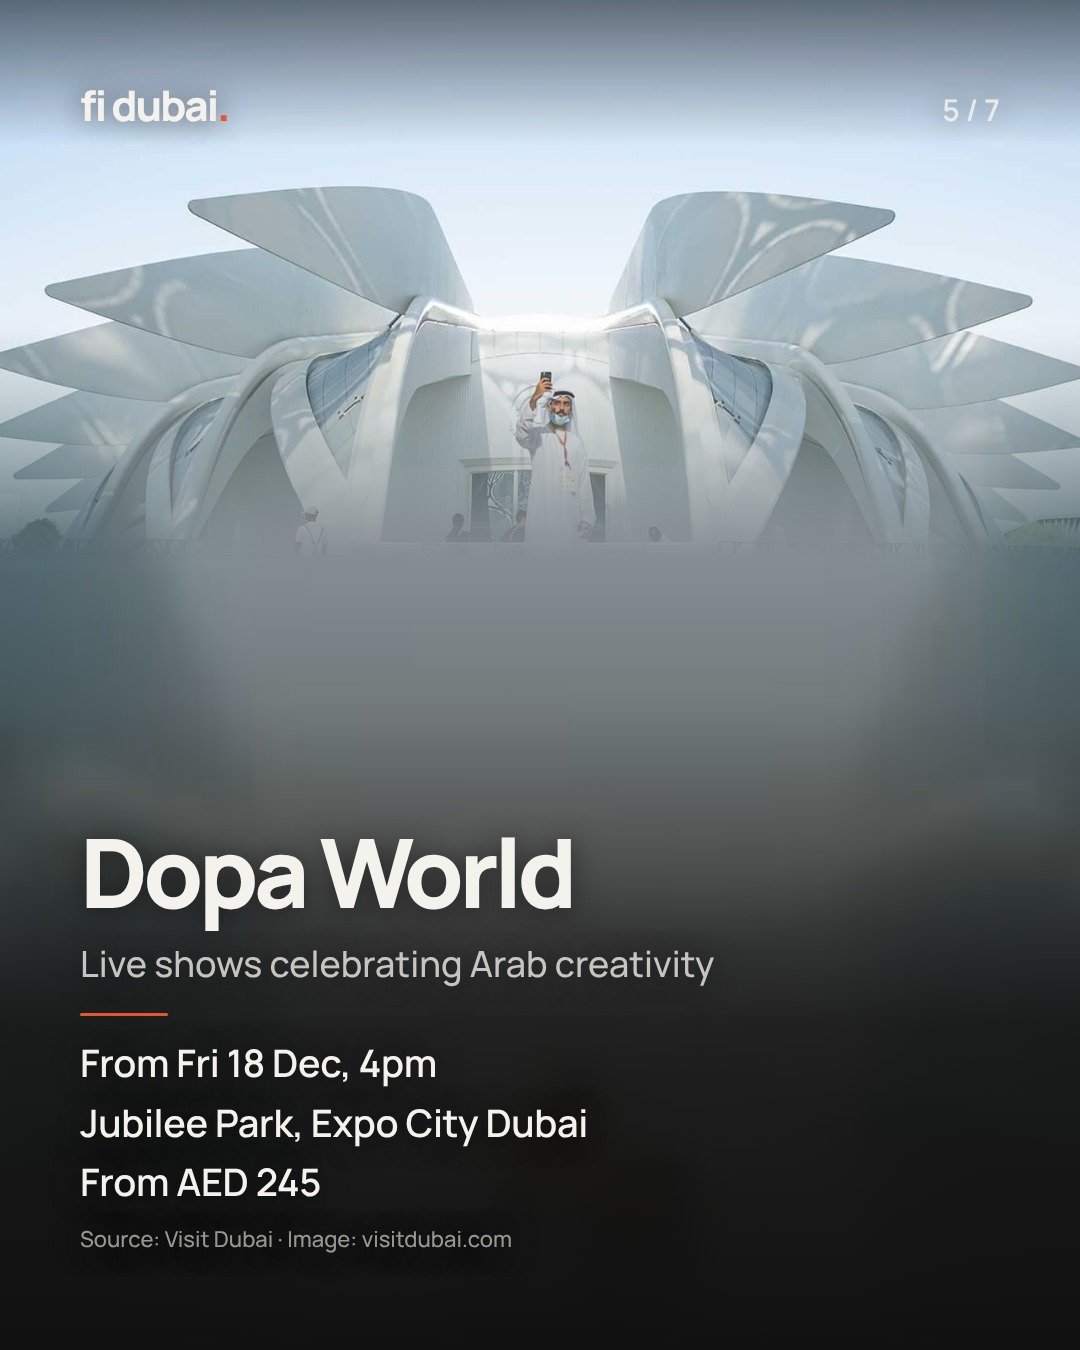 fi dubai.
5 / 7
Dopa World
Live shows celebrating Arab creativity
From Fri 18 Dec, 4pm
Jubilee Park, Expo City Dubai
From AED 245
Source: Visit Dubai · Image: visitdubai.com